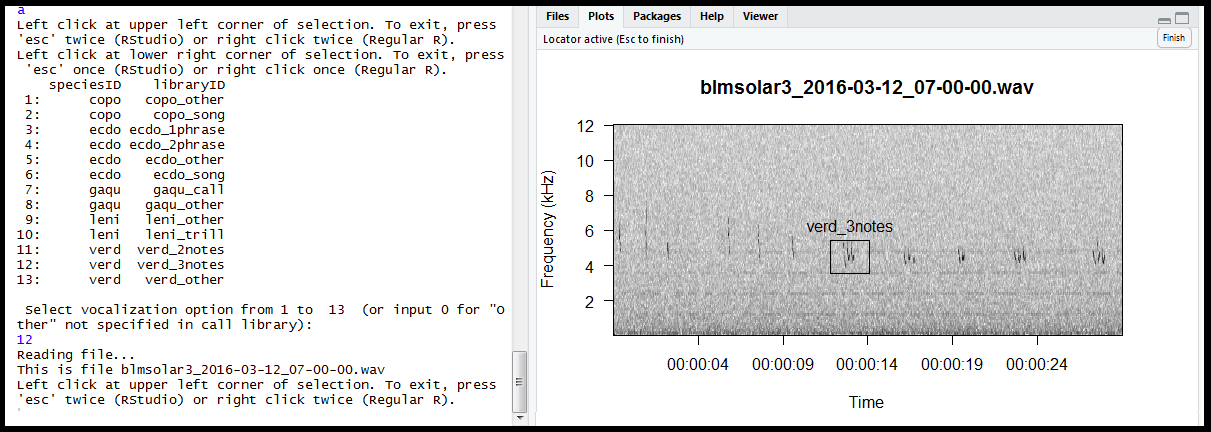 a
Left click at upper left corner of selection. To exit, press
'esc' twice (RStudio) or right click twice (Regular R).
Left click at lower right corner of selection. To exit, press
'esc' once (RStudio) or right click once (Regular R).
speciesID libraryID
1: copo copo_other
2: copo copo_song
3: ecdo ecdo_1phrase
4: ecdo ecdo_2phrase
5: ecdo ecdo_other
6: ecdo ecdo_song
7: gaqu gaqu_call
8: gaqu gaqu_other
9: leni leni_other
10: leni leni_trill
11: verd verd_2notes
12: verd verd_3notes
13: verd verd_other
Select vocalization option from 1 to 13 (or input 0 for "O
ther" not specified in call library):
12
Reading file...
This is file blmsolar3_2016-03-12_07-00-00.wav
Left click at upper left corner of selection. To exit, press
'esc' twice (RStudio) or right click twice (Regular R).
Files Plots Packages Help Viewer
Locator active (Esc to finish) Finish
blmsolar3_2016-03-12_07-00-00.wav
12
10
8
6
4
2
Frequency (kHz)
verd_3notes
00:00:04 00:00:09 00:00:14 00:00:19 00:00:24
Time